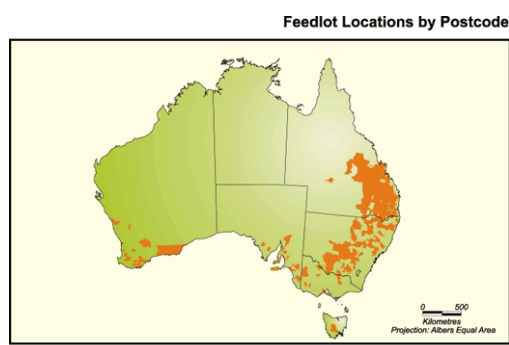 Feedlot Locations by Postcode
0 500
Kilometres
Projection: Albers Equal Area